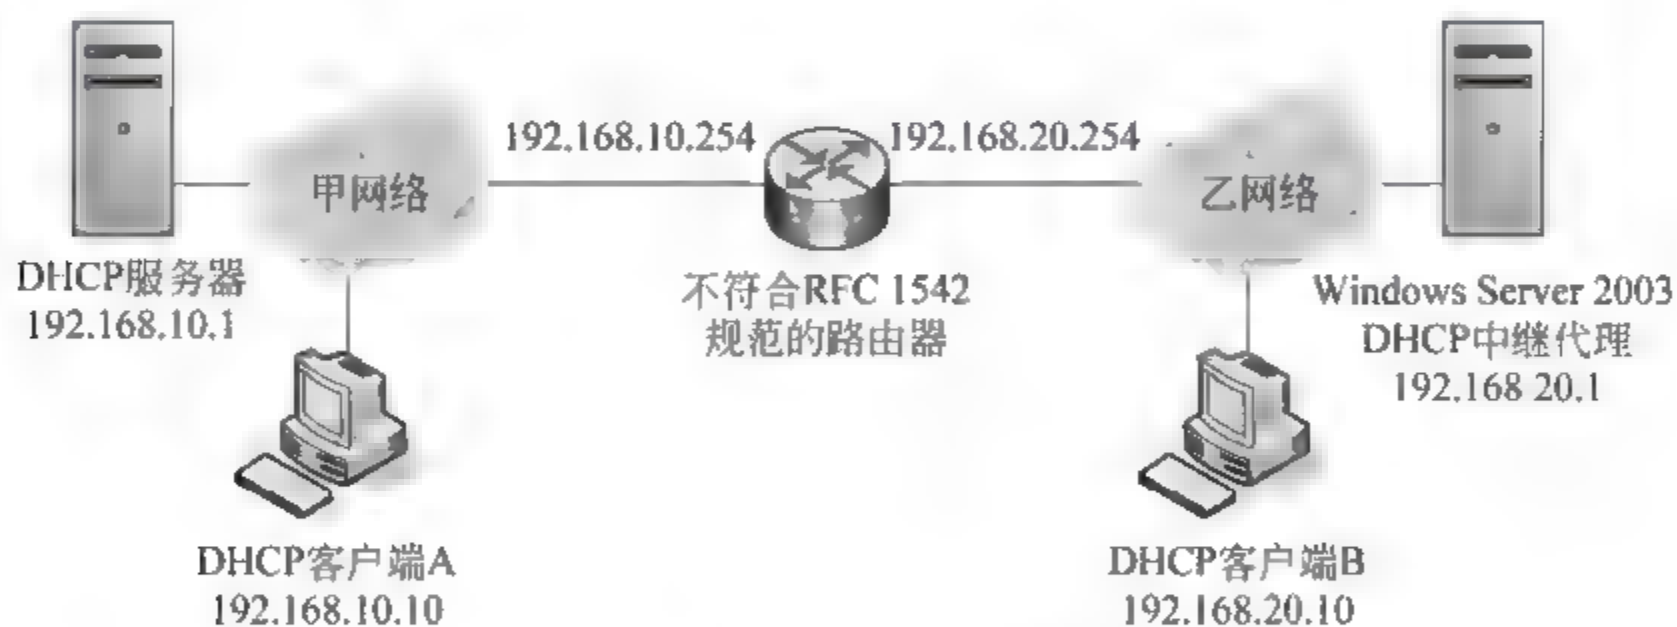 192.168.10.254
192.168.20.254
甲网络
乙网络
DHCP服务器
192.168.10.1
不符合RFC 1542
规范的路由器
Windows Server 2003
DHCP中继代理
192.168 20.1
DHCP客户端A
192.168.10.10
DHCP客户端B
192.168.20.10